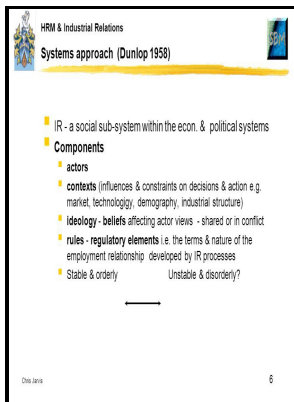 HRM & Industrial Relations
Systems approach (Dunlop 1958)
SBM
IR - a social sub-system within the econ. & political systems
Components
actors
contexts (influences & constraints on decisions & action e.g.
market, technologigy, demography, industrial structure)
ideology - beliefs affecting actor views - shared or in conflict
rules - regulatory elements i.e. the terms & nature of the
employment relationship developed by IR processes
Stable & orderly Unstable & disorderly?
Chris Jarvis 6